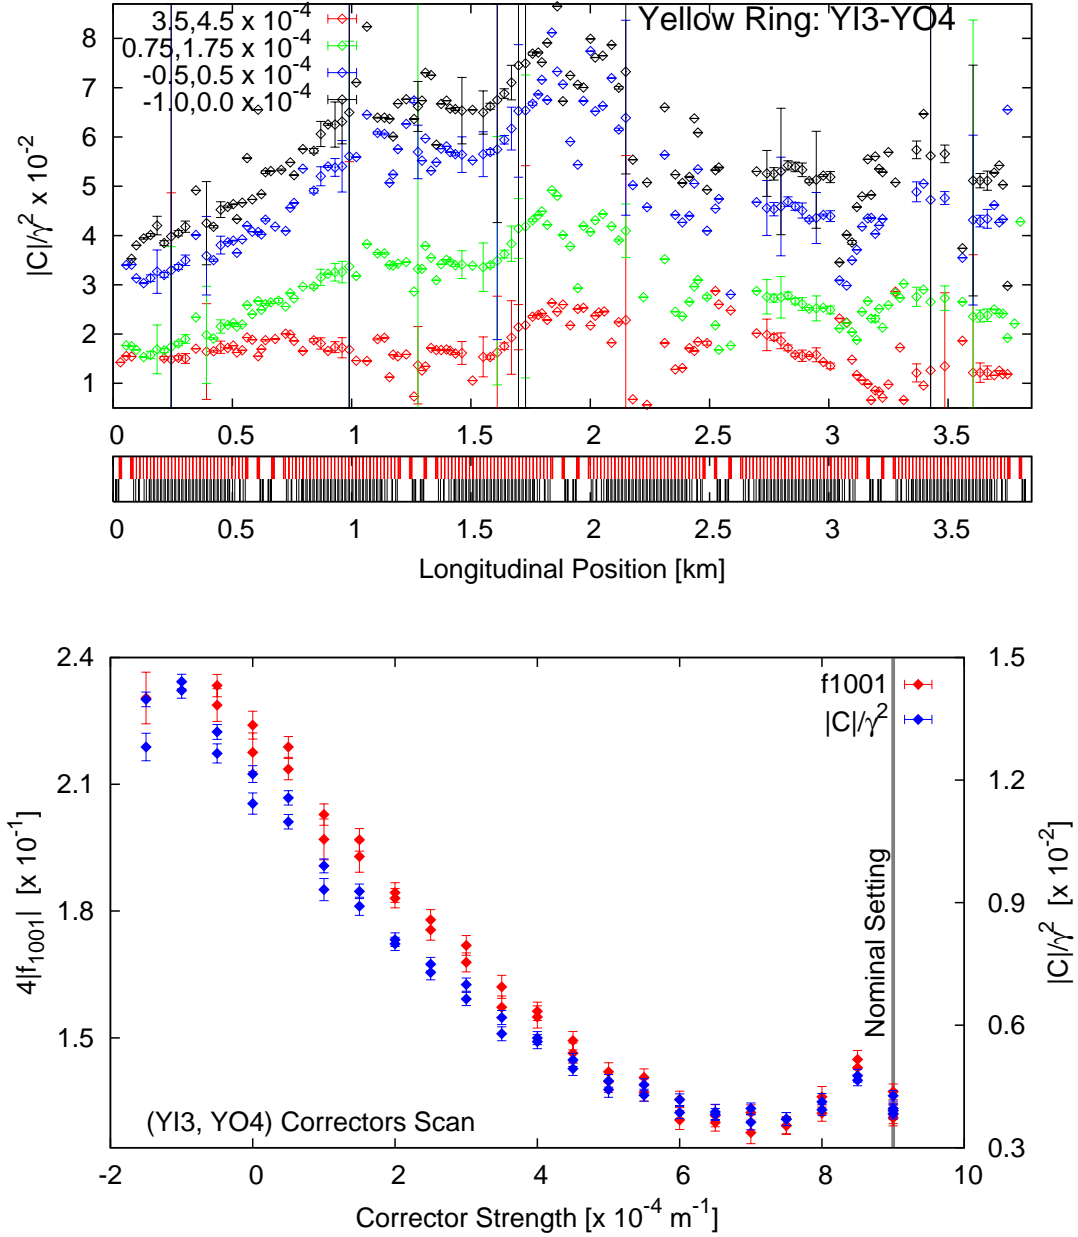 Yellow Ring: YI3-YO4
3.5,4.5 x 10-4
0.75,1.75 x 10-4
-0.5,0.5 x 10-4
-1.0,0.0 x 10-4
|C|/γ2 x 10-2
8
7
6
5
4
3
2
1
0 0.5 1 1.5 2 2.5 3 3.5
0 0.5 1 1.5 2 2.5 3 3.5
Longitudinal Position [km]
2.4
2.1
1.8
1.5
4|f1001| [x 10-1]
f1001
|C|/γ2
1.5
1.2
0.9
0.6
0.3
|C|/γ2 [x 10-2]
Nominal Setting
(YI3, YO4) Correctors Scan
-2 0 2 4 6 8 10
Corrector Strength [x 10-4 m-1]